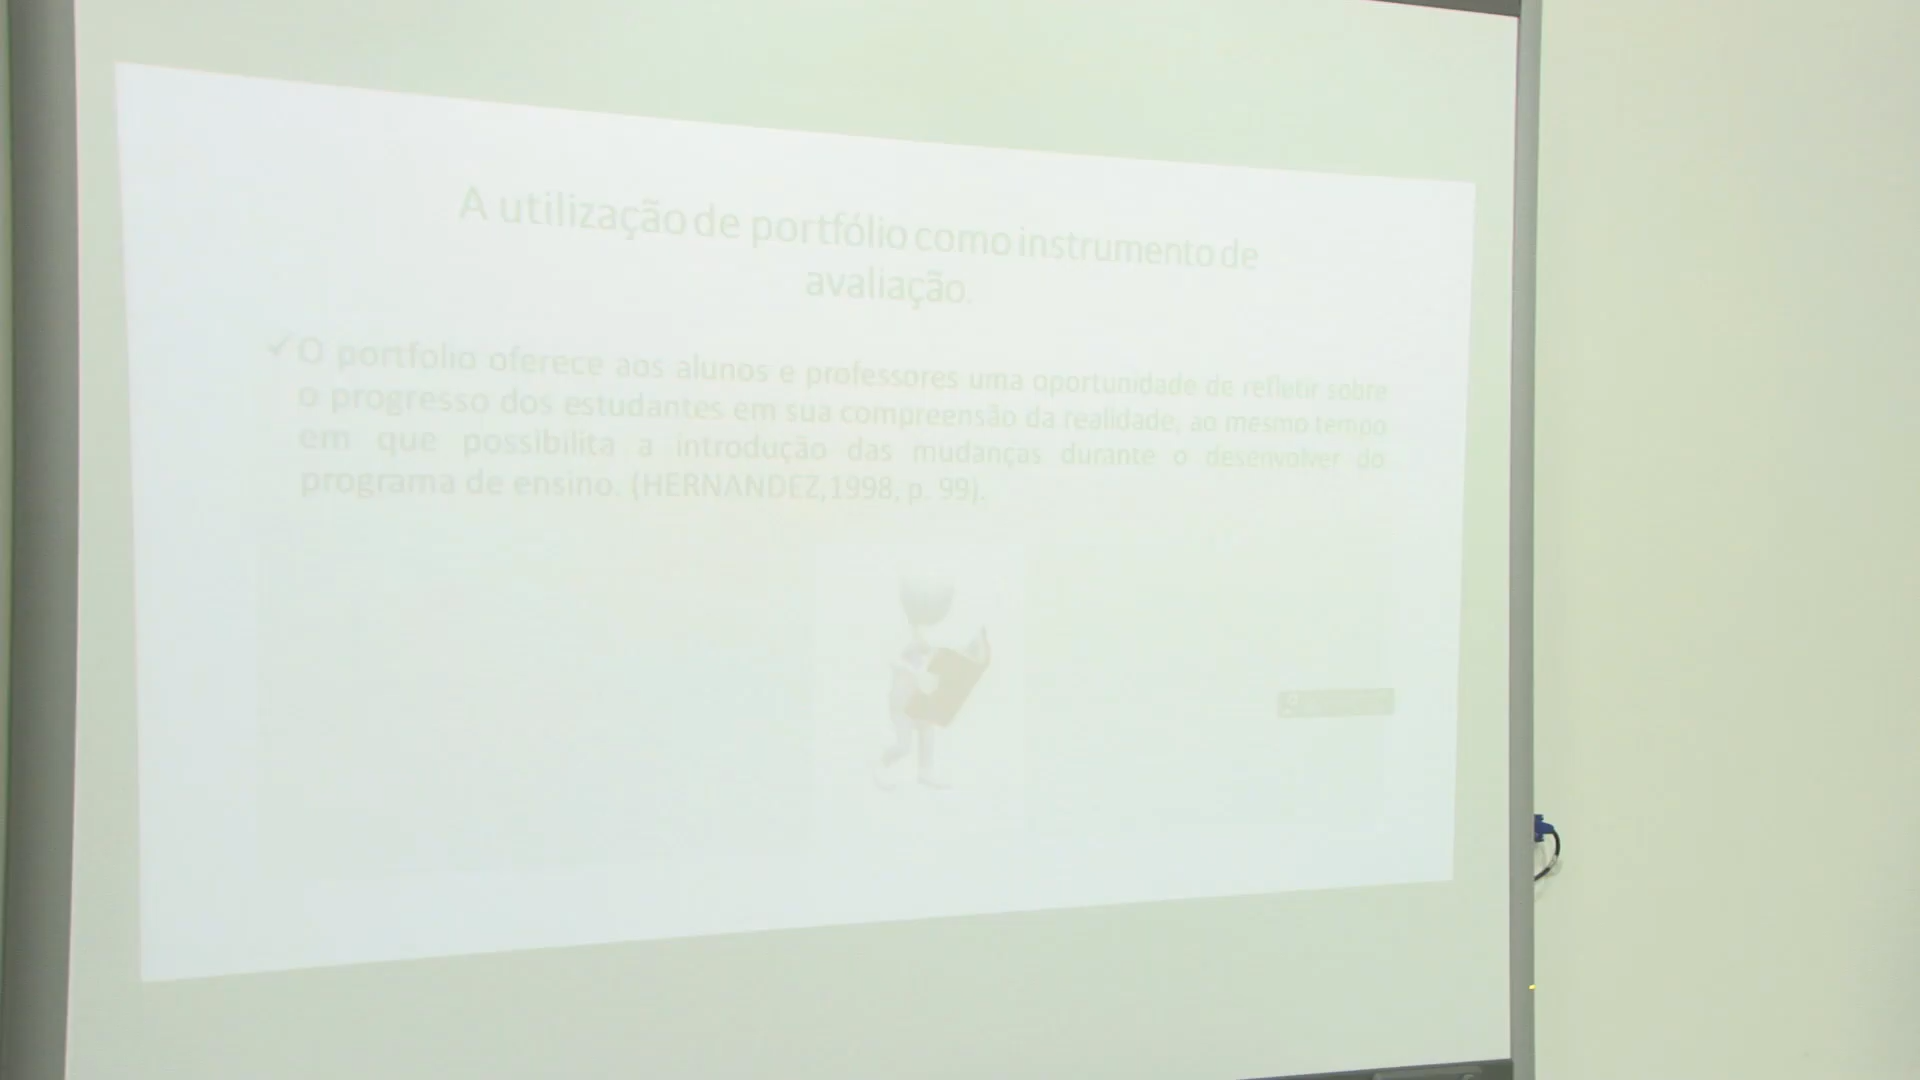 A utilização de portfólio como instrumento de
avaliação.
✓ O portfolio oferece aos alunos e professores uma oportunidade de refletir sobre
o progresso dos estudantes em sua compreensão da realidade, ao mesmo tempo
em que possibilita a introdução das mudanças durante o desenvolver do
programa de ensino. (HERNANDEZ,1998, p. 99).